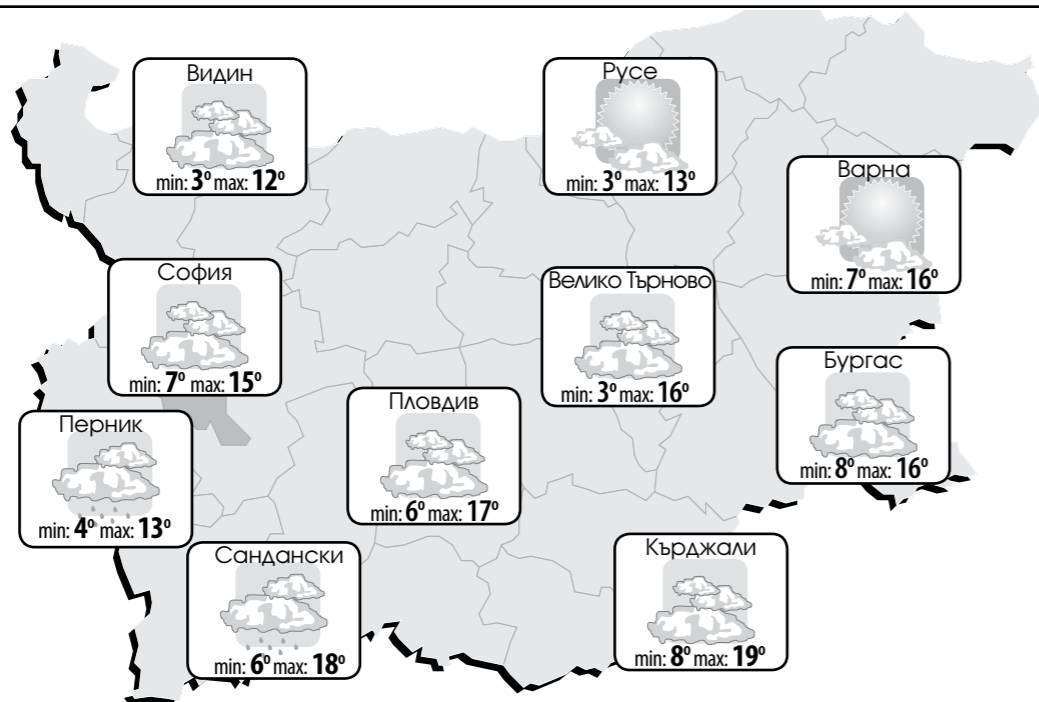 Видин
min: 3° max: 12°
Русе
min: 3° max: 13°
Варна
min: 7° max: 16°
София
min: 7° max: 15°
Велико Търново
min: 3° max: 16°
Бургас
min: 8° max: 16°
Пловдив
min: 6° max: 17°
Перник
min: 4° max: 13°
Сандански
min: 6° max: 18°
Кърджали
min: 8° max: 19°